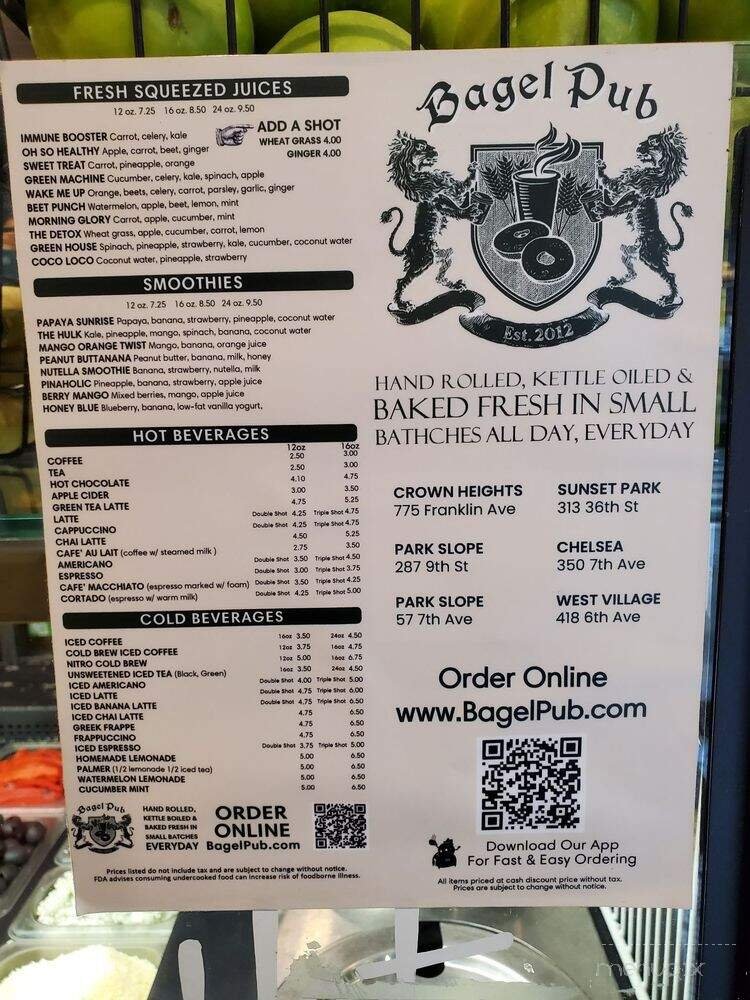 FRESH SQUEEZED JUICES
12 oz. 7.25 16 oz. 8.50 24 oz. 9.50
ADD A SHOT
WHEAT GRASS 4.00
GINGER 4.00
IMMUNE BOOSTER Carrot, celery, kale
OH SO HEALTHY Apple, carrot, beet, ginger
SWEET TREAT Carrot, pineapple, orange
GREEN MACHINE Cucumber, celery, kale, spinach, apple
WAKE ME UP Orange, beets, celery, carrot, parsley, garlic, ginger
BEET PUNCH Watermelon, apple, beet, lemon, mint
MORNING GLORY Carrot, apple, cucumber, mint
THE DETOX Wheat grass, apple, cucumber, carrot, lemon
GREEN HOUSE Spinach, pineapple, strawberry, kale, cucumber, coconut water
COCO LOCO Coconut water, pineapple, strawberry
SMOOTHIES
12 oz. 7.25 16 oz. 8.50 24 oz. 9.50
PAPAYA SUNRISE Papaya, banana, strawberry, pineapple, coconut water
THE HULK Kale, pineapple, mango, spinach, banana, coconut water
MANGO ORANGE TWIST Mango, banana, orange juice
PEANUT BUTTANANA Peanut butter, banana, milk, honey
NUTELLA SMOOTHIE Banana, strawberry, nutella, milk
PINAHOLIC Pineapple, banana, strawberry, apple juice
BERRY MANGO Mixed berries, mango, apple juice
HONEY BLUE Blueberry, banana, low-fat vanilla yogurt,
HOT BEVERAGES
12oz 16oz
COFFEE 2.50 3.00
TEA 2.50 3.00
HOT CHOCOLATE 4.10 4.75
APPLE CIDER 3.00 3.50
GREEN TEA LATTE 4.75 5.25
LATTE Double Shot 4.25 Triple Shot 4.75
CAPPUCCINO Double Shot 4.25 Triple Shot 4.75
CHAI LATTE 4.50 5.25
CAFE' AU LAIT (coffee w/ steamed milk ) 2.75 3.50
AMERICANO Double Shot 3.50 Triple Shot 4.50
ESPRESSO Double Shot 3.00 Triple Shot 3.75
CAFE' MACCHIATO (espresso marked w/ foam) Double Shot 3.50 Triple Shot 4.25
CORTADO (espresso w/ warm milk) Double Shot 4.25 Triple Shot 5.00
COLD BEVERAGES
ICED COFFEE 16oz 3.50 24oz 4.50
COLD BREW ICED COFFEE 12oz 3.75 16oz 4.75
NITRO COLD BREW 12oz 5.00 16oz 6.75
UNSWEETENED ICED TEA (Black, Green) 16oz 3.50 24oz 4.50
ICED AMERICANO Double Shot 4.00 Triple Shot 5.00
ICED LATTE Double Shot 4.75 Triple Shot 6.00
ICED BANANA LATTE Double Shot 4.75 Triple Shot 6.50
ICED CHAI LATTE 4.75 6.50
GREEK FRAPPE 4.75 6.50
FRAPPUCCINO 4.75 6.50
ICED ESPRESSO Double Shot 3.75 Triple Shot 5.00
HOMEMADE LEMONADE 5.00 6.50
PALMER (1/2 lemonade 1/2 iced tea) 5.00 6.50
WATERMELON LEMONADE 5.00 6.50
CUCUMBER MINT 5.00 6.50
Bagel Pub
HAND ROLLED,
KETTLE BOILED &
BAKED FRESH IN
SMALL BATCHES
EVERYDAY
ORDER
ONLINE
BagelPub.com
Prices listed do not include tax and are subject to change without notice.
FDA advises consuming undercooked food can increase risk of foodborne illness.
Bagel Pub
Est. 2012
HAND ROLLED, KETTLE OILED &
BAKED FRESH IN SMALL
BATHCHES ALL DAY, EVERYDAY
CROWN HEIGHTS
775 Franklin Ave
SUNSET PARK
313 36th St
PARK SLOPE
287 9th St
CHELSEA
350 7th Ave
PARK SLOPE
57 7th Ave
WEST VILLAGE
418 6th Ave
Order Online
www.BagelPub.com
Download Our App
For Fast & Easy Ordering
All items priced at cash discount price without tax.
Prices are subject to change without notice.